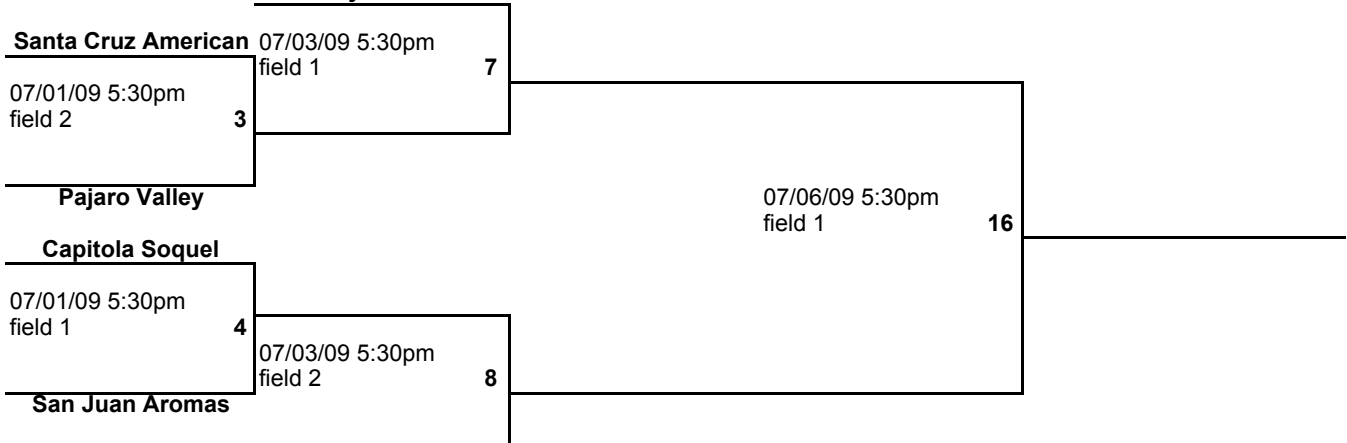 Santa Cruz American
07/03/09 5:30pm
field 1 7
07/01/09 5:30pm
field 2 3
Pajaro Valley
07/06/09 5:30pm
field 1 16
Capitola Soquel
07/01/09 5:30pm
field 1 4
07/03/09 5:30pm
field 2 8
San Juan Aromas